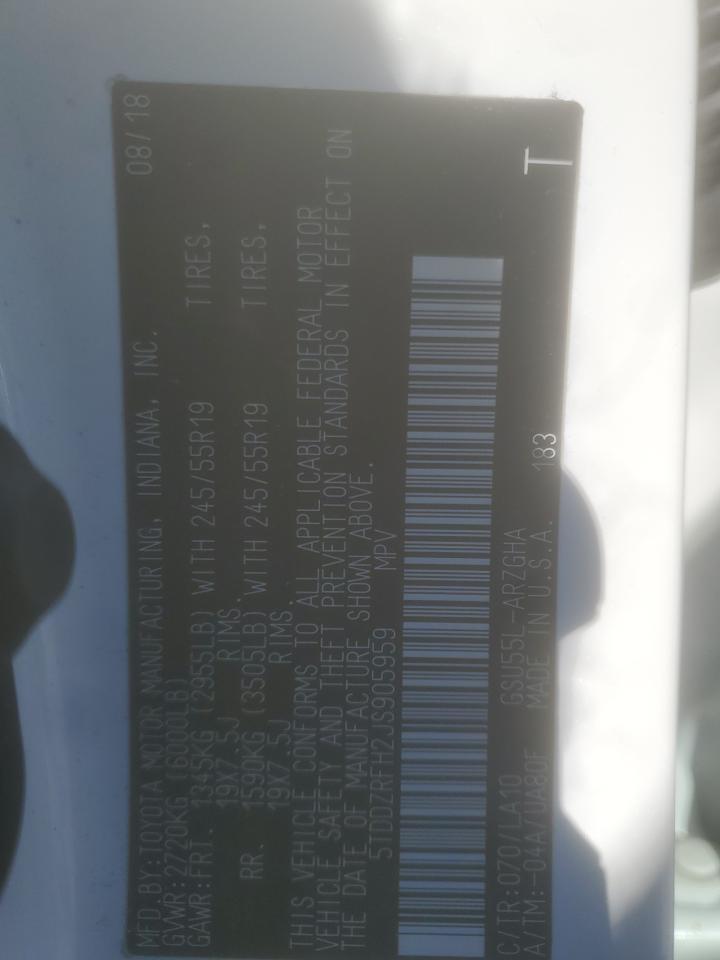 MFD.BY:TOYOTA MOTOR MANUFACTURING, INDIANA, INC. 08/18
GVWR:2720KG (6000LB)
GAWR:FRT. 1345KG (2955LB) WITH 245/55R19 TIRES,
19X7.5J RIMS.
RR. 1590KG (3505LB) WITH 245/55R19 TIRES,
19X7.5J RIMS.
THIS VEHICLE CONFORMS TO ALL APPLICABLE FEDERAL MOTOR
VEHICLE SAFETY AND THEFT PREVENTION STANDARDS IN EFFECT ON
THE DATE OF MANUFACTURE SHOWN ABOVE.
5TDDZRFH2JS905959 MPV
C/TR:070/LA10 GSU55L-ARZGHA
A/TM:-04A/UA80F MADE IN U.S.A. 183 T